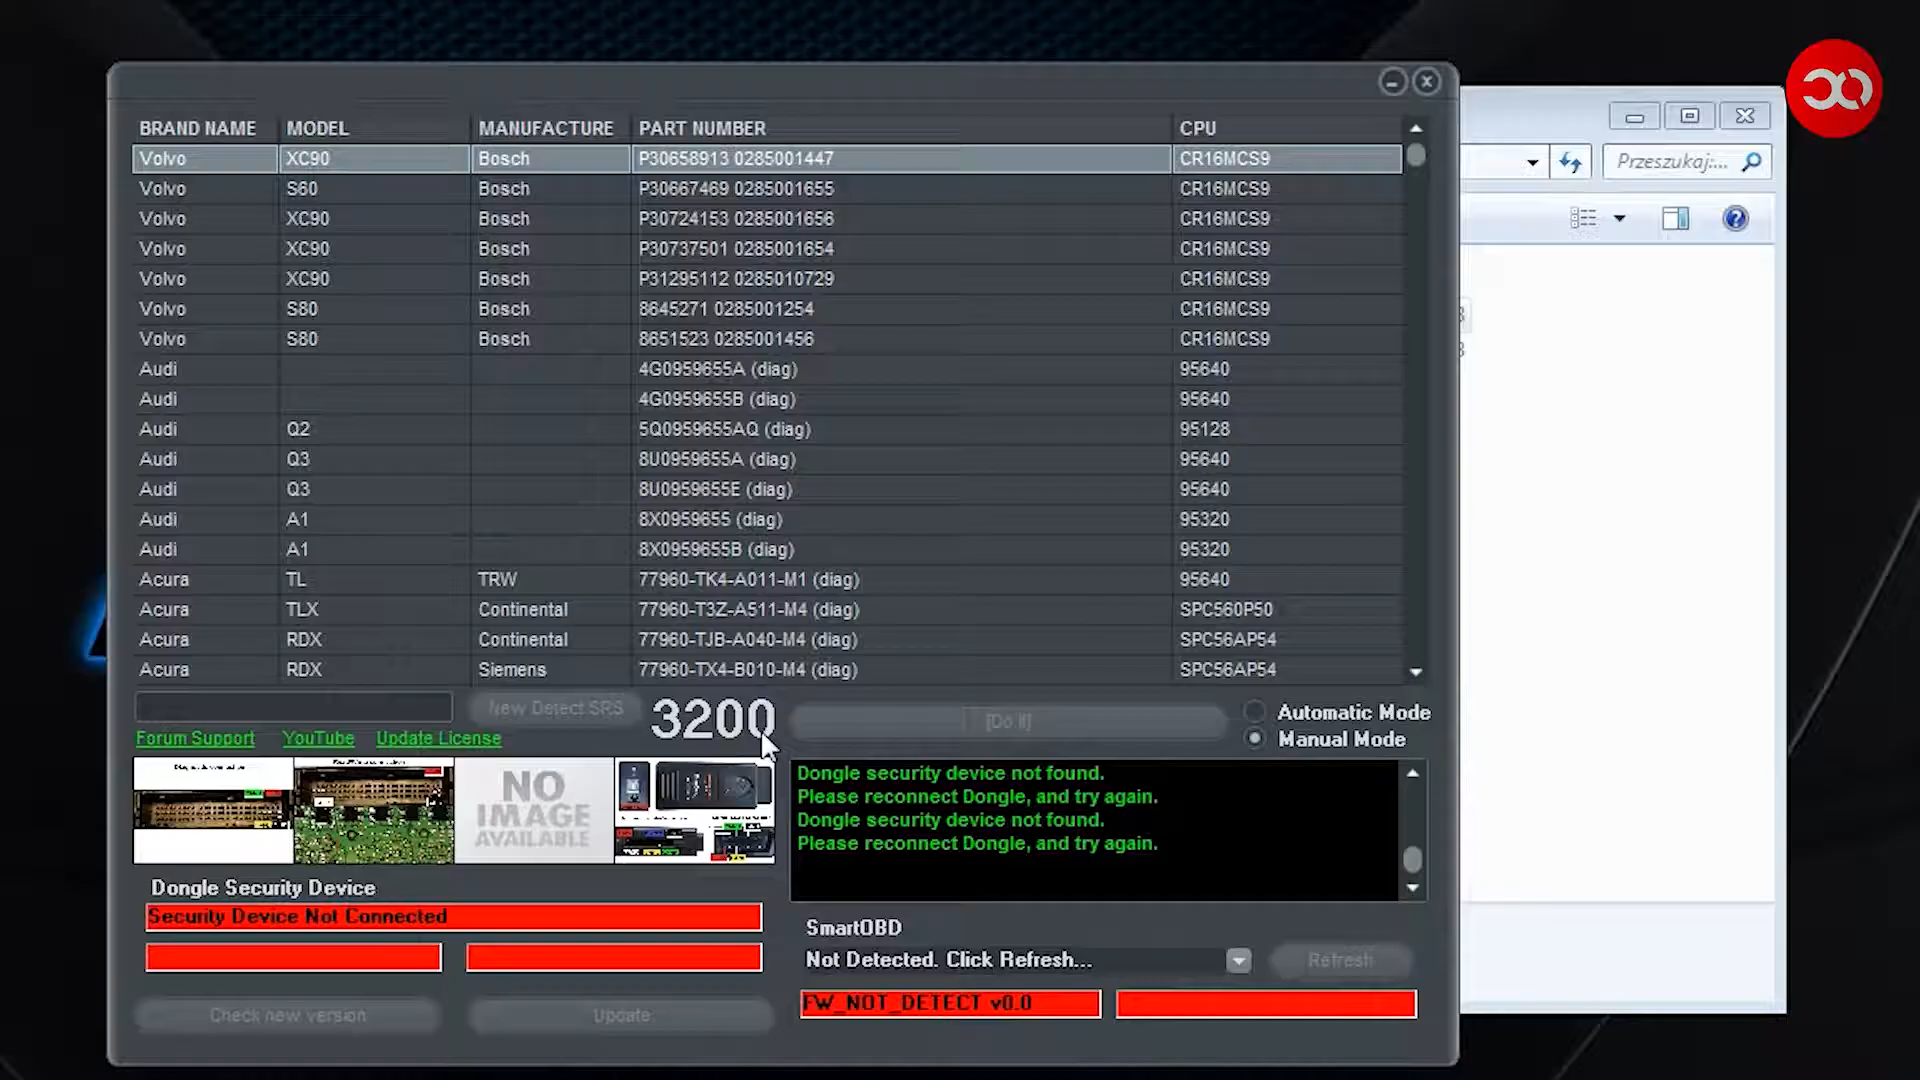 BRAND NAME MODEL MANUFACTURE PART NUMBER CPU
Volvo XC90 Bosch P30658913 0285001447 CR16MCS9
Volvo S60 Bosch P30667469 0285001655 CR16MCS9
Volvo XC90 Bosch P30724153 0285001656 CR16MCS9
Volvo XC90 Bosch P30737501 0285001654 CR16MCS9
Volvo XC90 Bosch P31295112 0285010729 CR16MCS9
Volvo S80 Bosch 8645271 0285001254 CR16MCS9
Volvo S80 Bosch 8651523 0285001456 CR16MCS9
Audi 4G0959655A (diag) 95640
Audi 4G0959655B (diag) 95640
Audi Q2 5Q0959655AQ (diag) 95128
Audi Q3 8U0959655A (diag) 95640
Audi Q3 8U0959655E (diag) 95640
Audi A1 8X0959655 (diag) 95320
Audi A1 8X0959655B (diag) 95320
Acura TL TRW 77960-TK4-A011-M1 (diag) 95640
Acura TLX Continental 77960-T3Z-A511-M4 (diag) SPC560P50
Acura RDX Continental 77960-TJB-A040-M4 (diag) SPC56AP54
Acura RDX Siemens 77960-TX4-B010-M4 (diag) SPC56AP54
Przeszukaj:...
New Detect SRS
3200
[Do It]
Automatic Mode
Manual Mode
Forum Support YouTube Update License
NO
IMAGE
AVAILABLE
Dongle security device not found.
Please reconnect Dongle, and try again.
Dongle security device not found.
Please reconnect Dongle, and try again.
Dongle Security Device
Security Device Not Connected
SmartOBD
Not Detected. Click Refresh...
Refresh
FW_NOT_DETECT v0.0
Check new version
Update